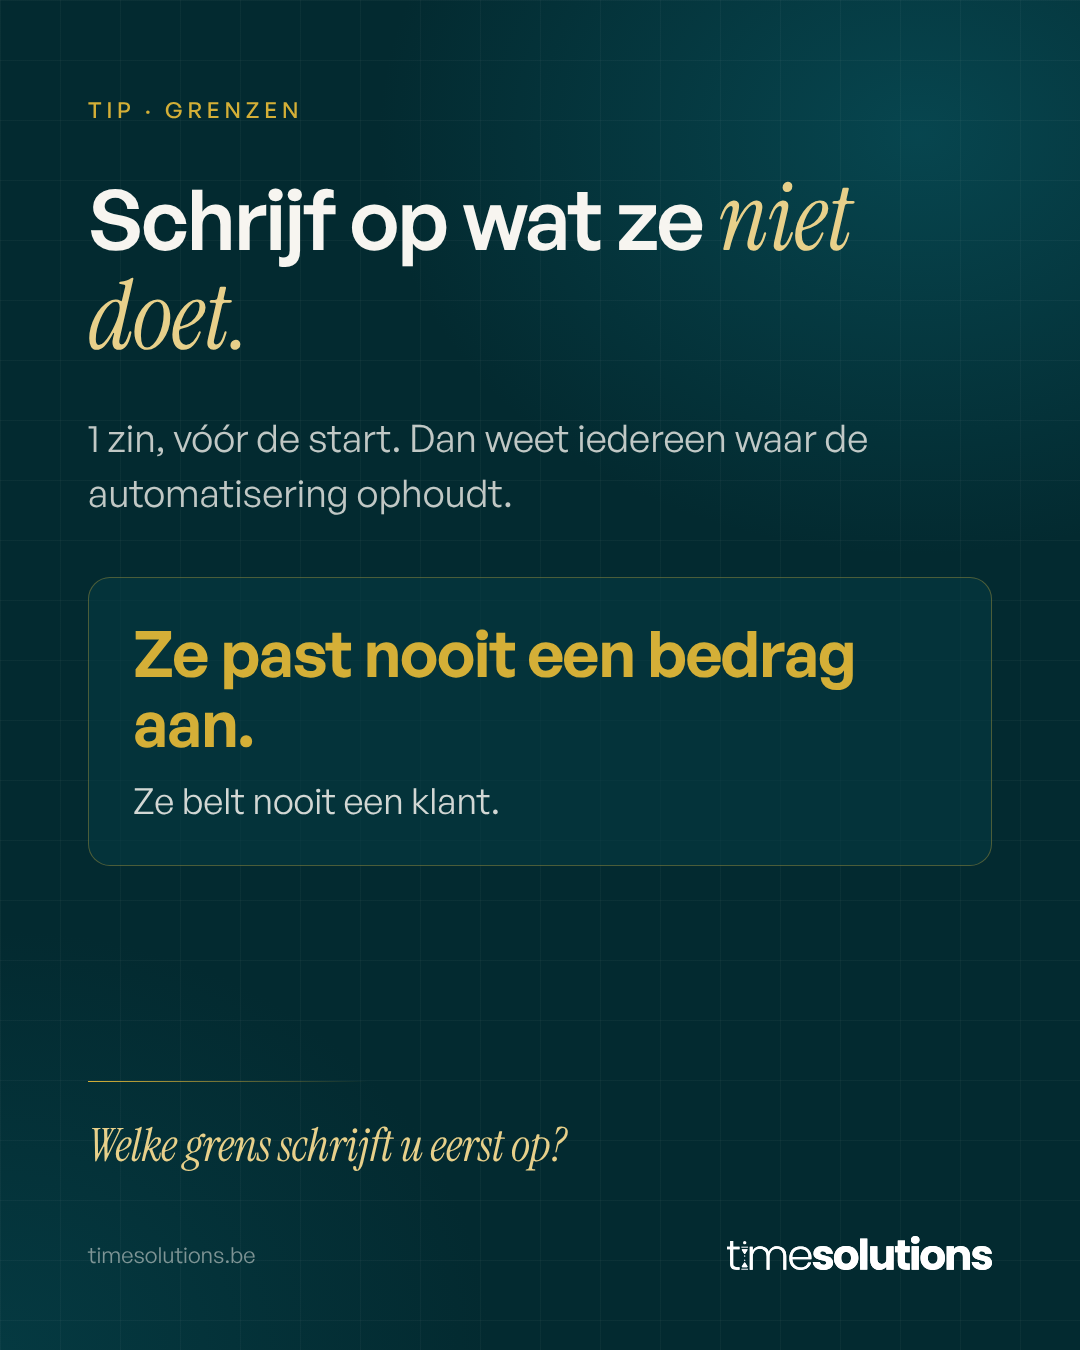 TIP · GRENZEN
Schrijf op wat ze niet
doet.
1 zin, vóór de start. Dan weet iedereen waar de
automatisering ophoudt.
Ze past nooit een bedrag
aan.
Ze belt nooit een klant.
Welke grens schrijft u eerst op?
timesolutions.be
timesolutions